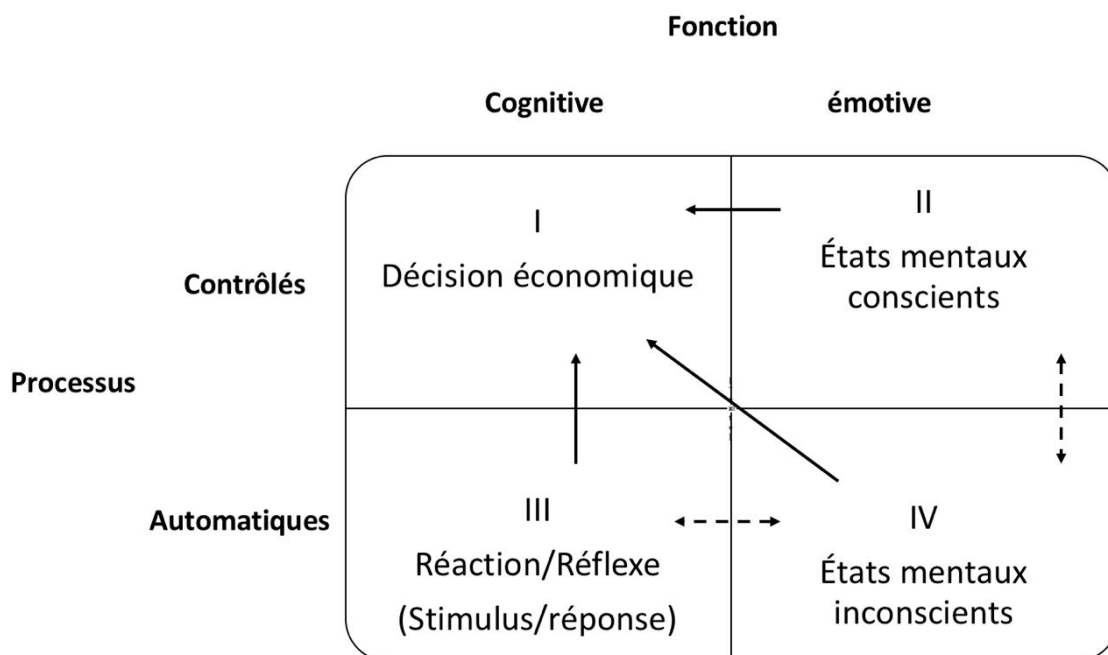 Fonction
Cognitive
émotive
I
Décision économique
II
États mentaux
conscients
Contrôlés
Processus
Automatiques
III
Réaction/Réflexe
(Stimulus/réponse)
IV
États mentaux
inconscients